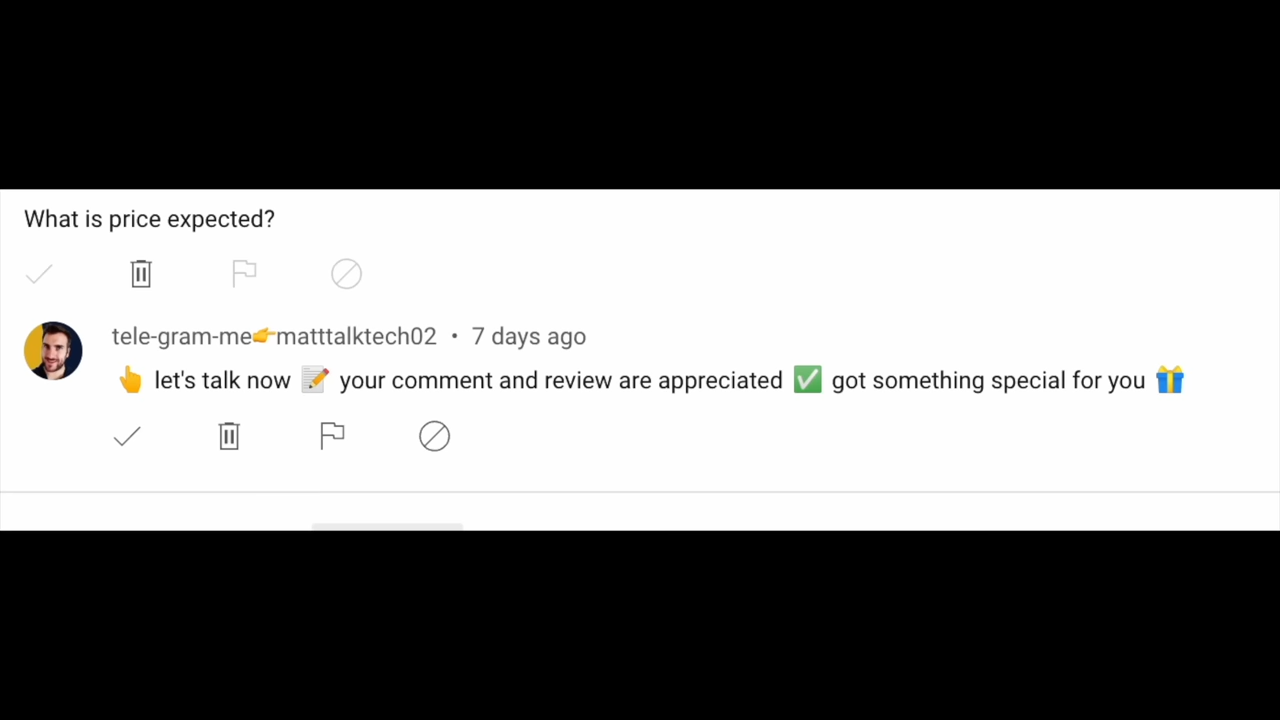 What is price expected?
tele-gram-me👉matttalktech02 • 7 days ago
👆 let's talk now 📝 your comment and review are appreciated ✅ got something special for you 🎁